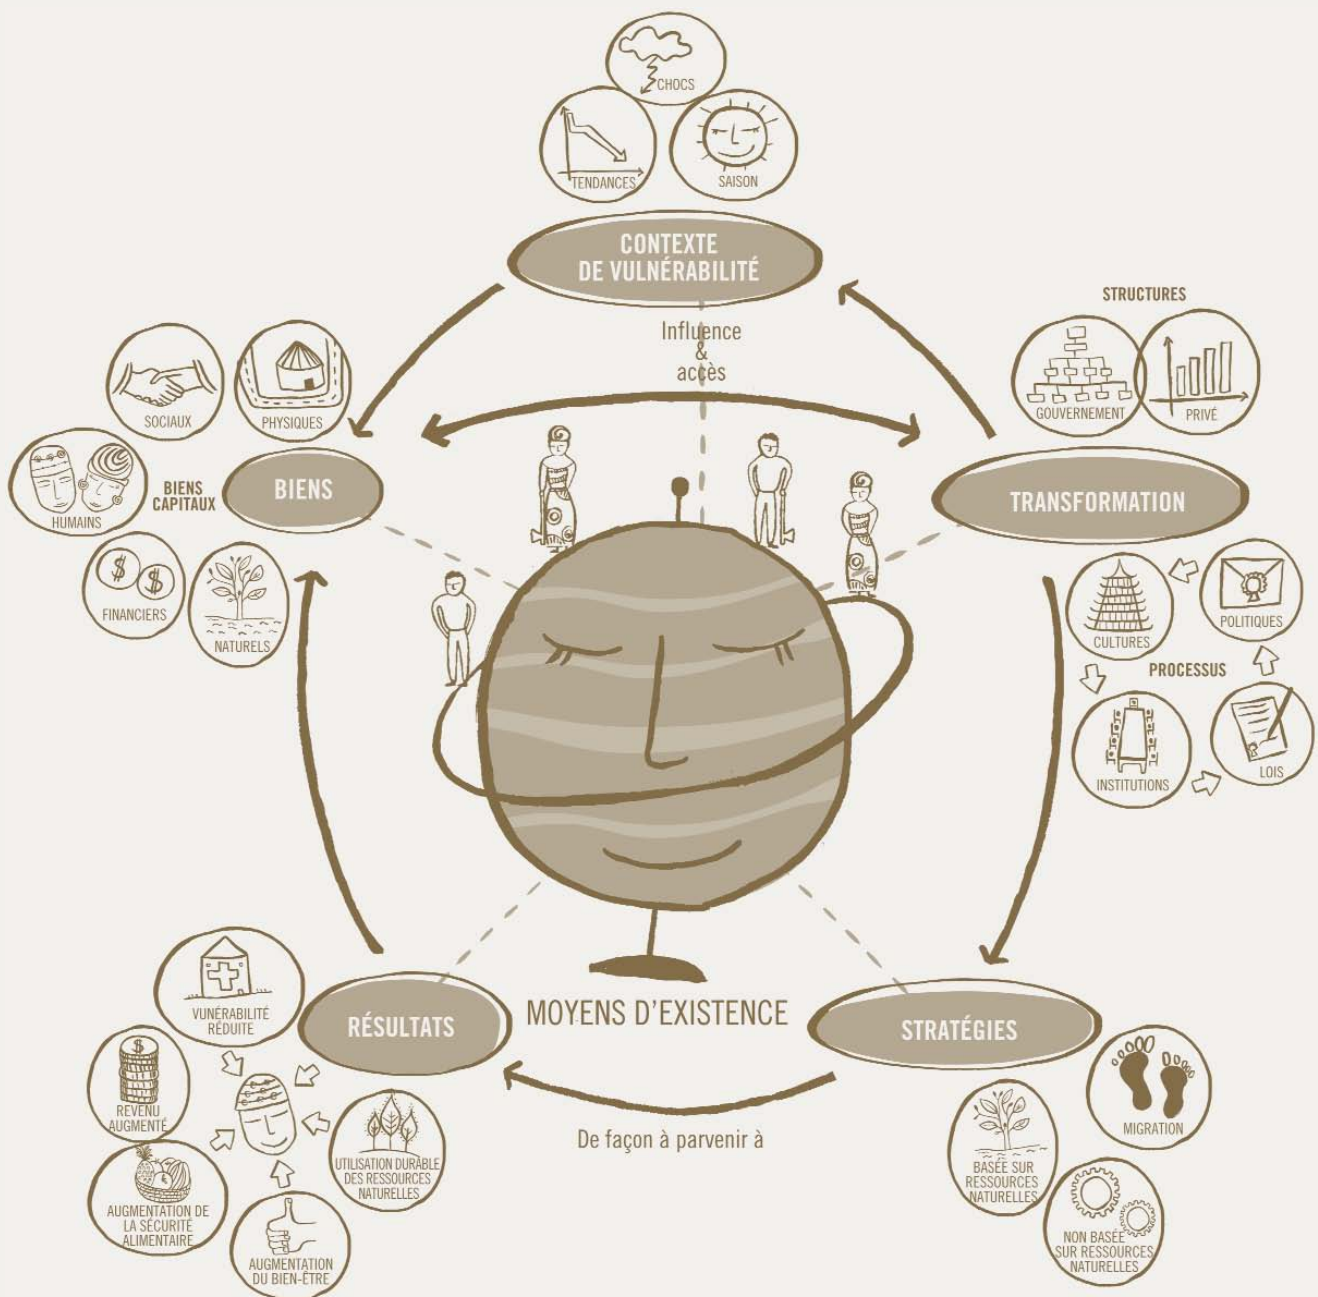 CHOCS
TENDANCES
SAISON
CONTEXTE
DE VULNÉRABILITÉ
Influence
&
accès
STRUCTURES
GOUVERNEMENT
PRIVÉ
SOCIAUX
PHYSIQUES
HUMAINS
BIENS
CAPITAUX
BIENS
FINANCIERS
$
$
NATURELS
TRANSFORMATION
CULTURES
POLITIQUES
PROCESSUS
INSTITUTIONS
LOIS
MOYENS D'EXISTENCE
RÉSULTATS
STRATÉGIES
VUNÉRABILITÉ
RÉDUITE
$
REVENU
AUGMENTÉ
AUGMENTATION DE
LA SÉCURITÉ
ALIMENTAIRE
AUGMENTATION
DU BIEN-ÊTRE
UTILISATION DURABLE
DES RESSOURCES
NATURELLES
De façon à parvenir à
MIGRATION
BASÉE SUR
RESSOURCES
NATURELLES
NON BASÉE
SUR RESSOURCES
NATURELLES